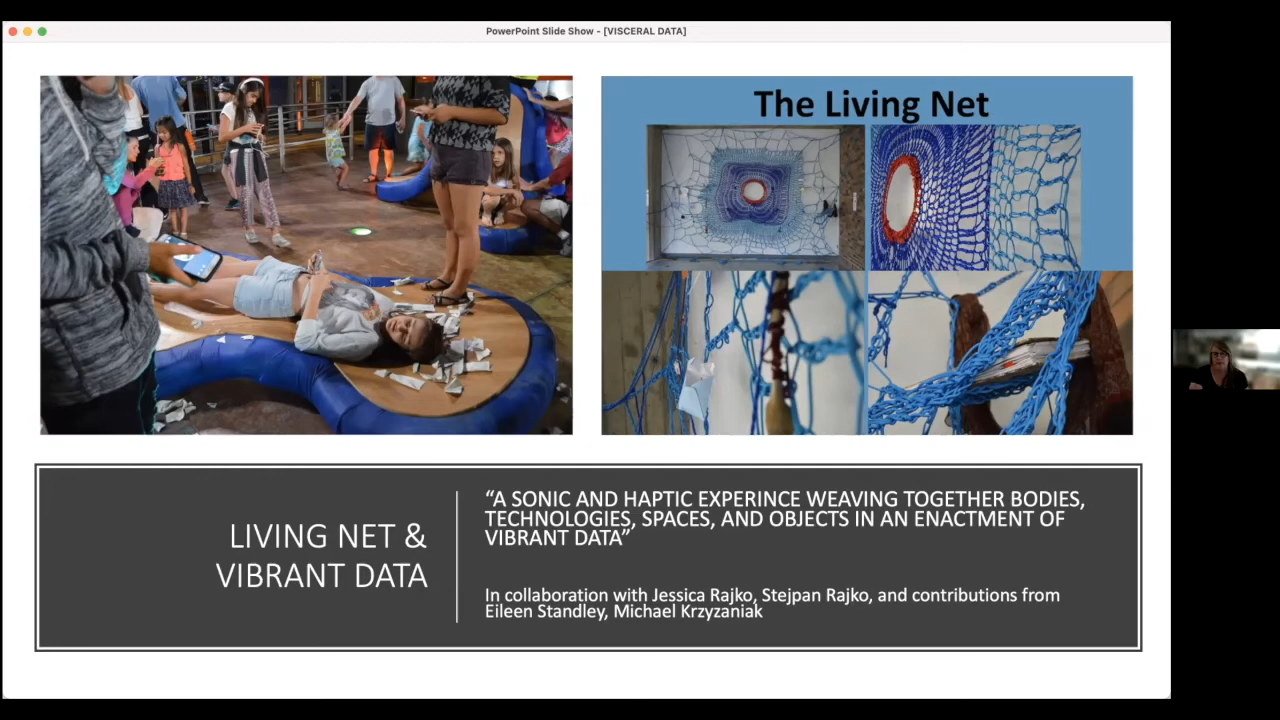 PowerPoint Slide Show - [VISCERAL DATA]
The Living Net
LIVING NET &
VIBRANT DATA
“A SONIC AND HAPTIC EXPERINCE WEAVING TOGETHER BODIES,
TECHNOLOGIES, SPACES, AND OBJECTS IN AN ENACTMENT OF
VIBRANT DATA”
In collaboration with Jessica Rajko, Stejpan Rajko, and contributions from
Eileen Standley, Michael Krzyzaniak